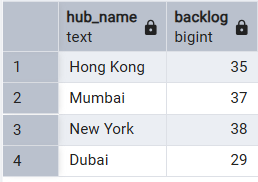 hub_name backlog
text bigint
1 Hong Kong 35
2 Mumbai 37
3 New York 38
4 Dubai 29